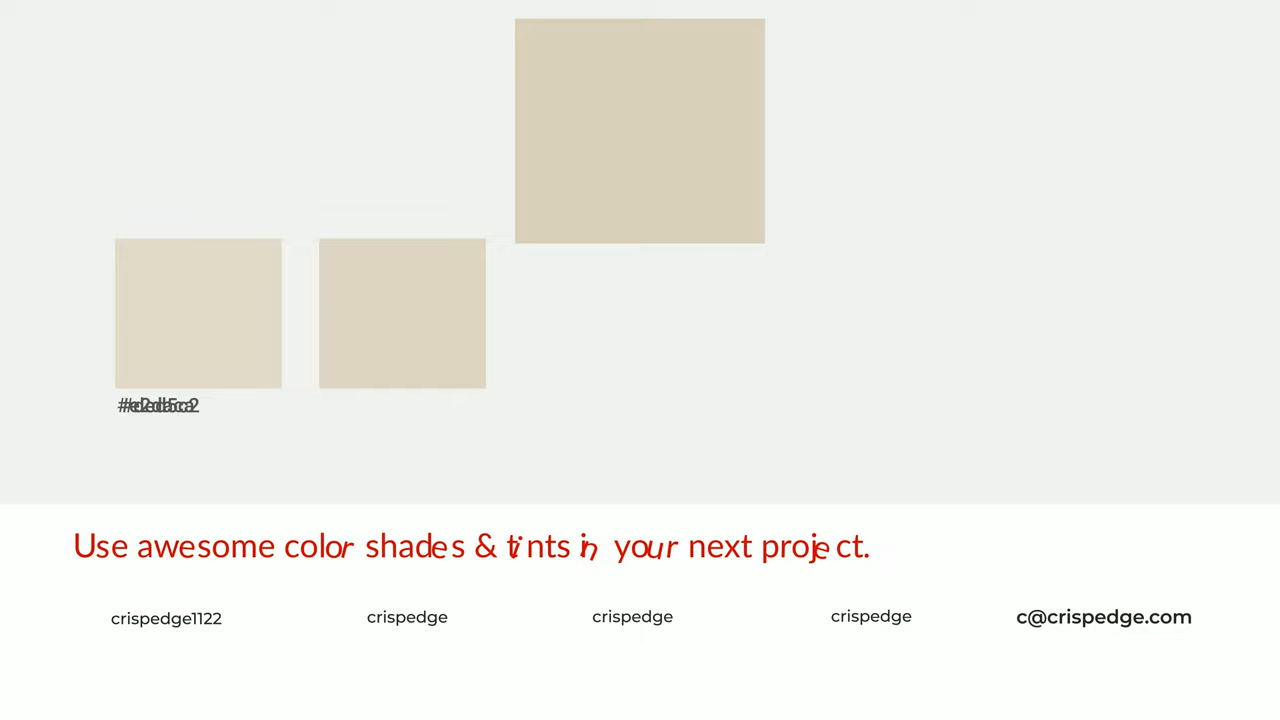 Use awesome color shades & tints in your next project.
crispedge1122 crispedge crispedge crispedge c@crispedge.com